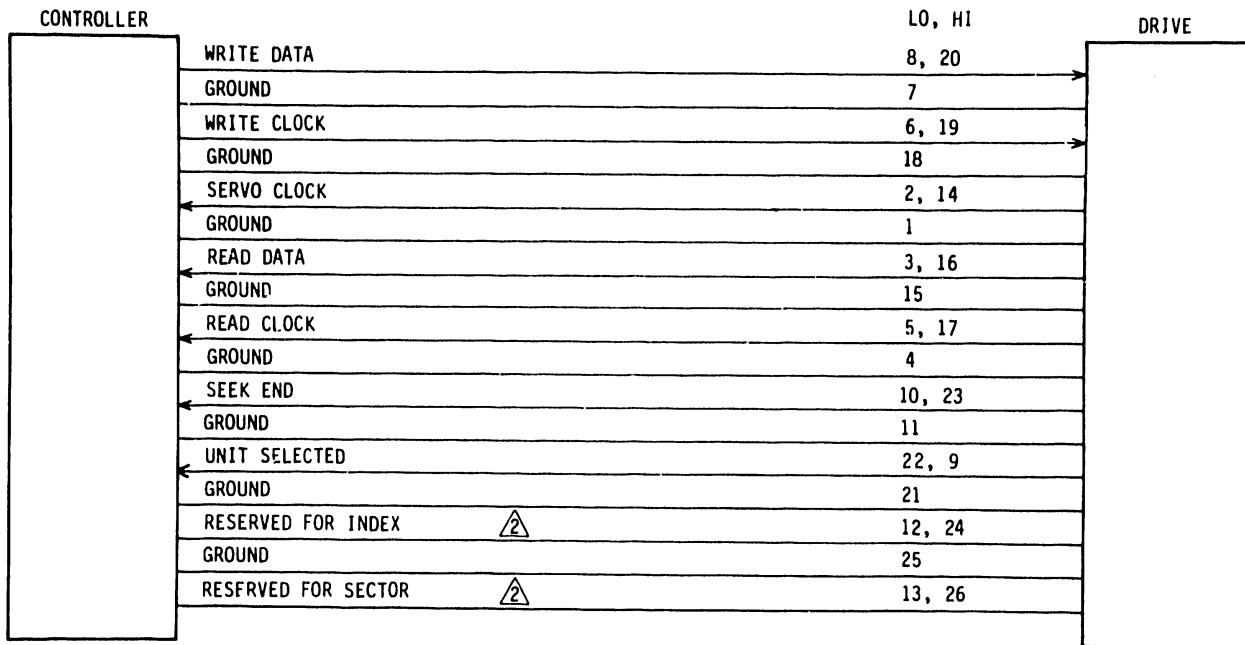 CONTROLLER LO, HI DRIVE
WRITE DATA 8, 20
GROUND 7
WRITE CLOCK 6, 19
GROUND 18
SERVO CLOCK 2, 14
GROUND 1
READ DATA 3, 16
GROUND 15
READ CLOCK 5, 17
GROUND 4
SEEK END 10, 23
GROUND 11
UNIT SELECTED 22, 9
GROUND 21
RESERVED FOR INDEX 2 12, 24
GROUND 25
RESERVED FOR SECTOR 2 13, 26